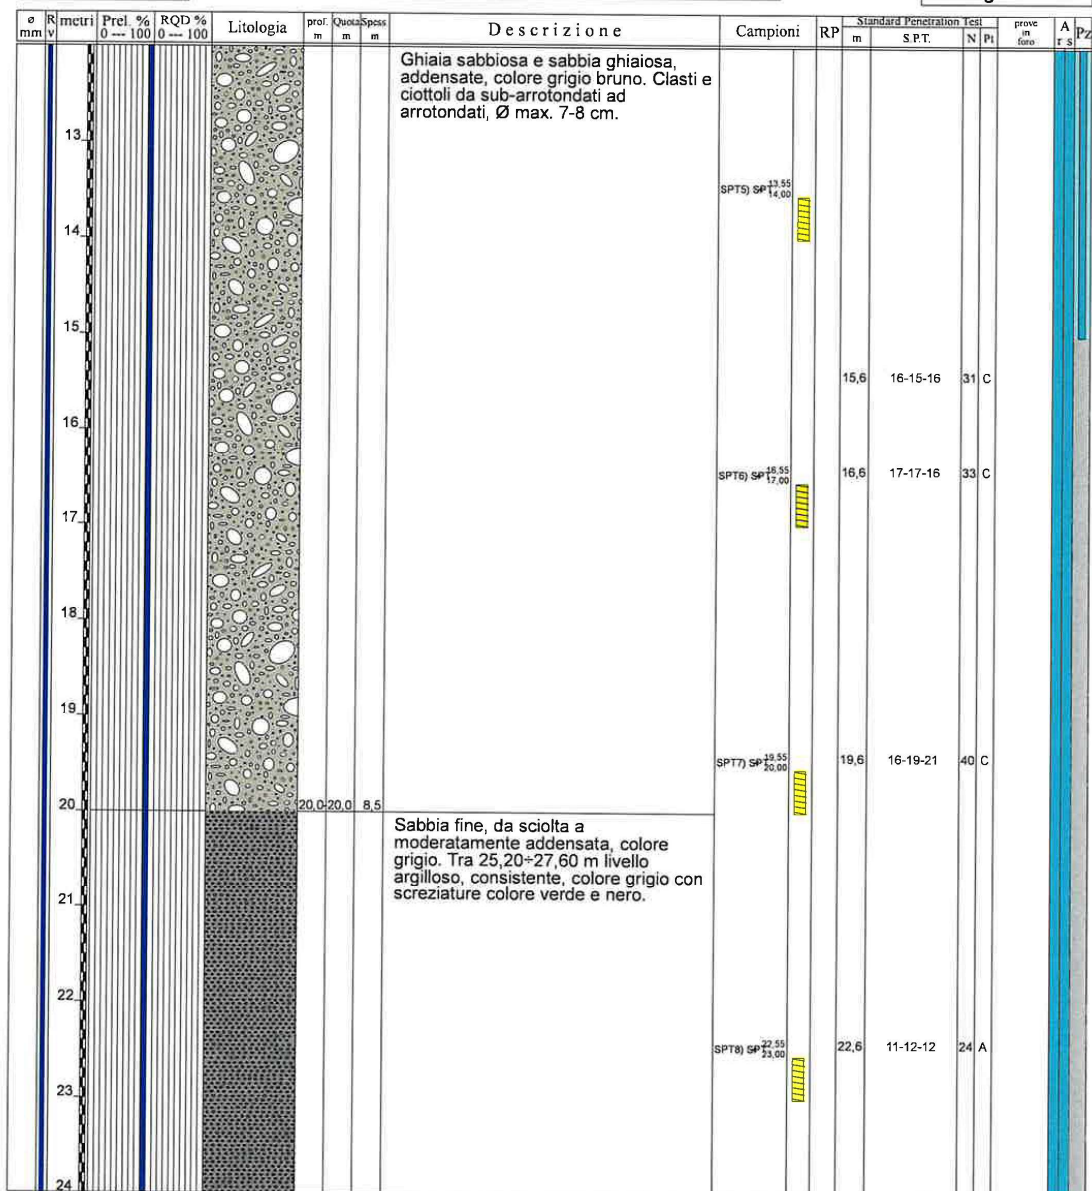 ø mm R v metri Prel. % 0 --- 100 RQD % 0 --- 100 Litologia prof. m Quota m Spess m Descrizione Campioni RP Standard Penetration Test m S.P.T. N Pt prove in foro A r s Pz
Ghiaia sabbiosa e sabbia ghiaiosa,
addensate, colore grigio bruno. Clasti e
ciottoli da sub-arrotondati ad
arrotondati, Ø max. 7-8 cm.
13
SPT5) SPT 13,55 14,00
14
15
15,6 16-15-16 31 C
16
SPT6) SPT 16,55 17,00 16,6 17-17-16 33 C
17
18
19
SPT7) SPT 19,55 20,00 19,6 16-19-21 40 C
20 20,0 -20,0 8,5
Sabbia fine, da sciolta a
moderatamente addensata, colore
grigio. Tra 25,20÷27,60 m livello
argilloso, consistente, colore grigio con
screziature colore verde e nero.
21
22
SPT8) SPT 22,55 23,00 22,6 11-12-12 24 A
23
24